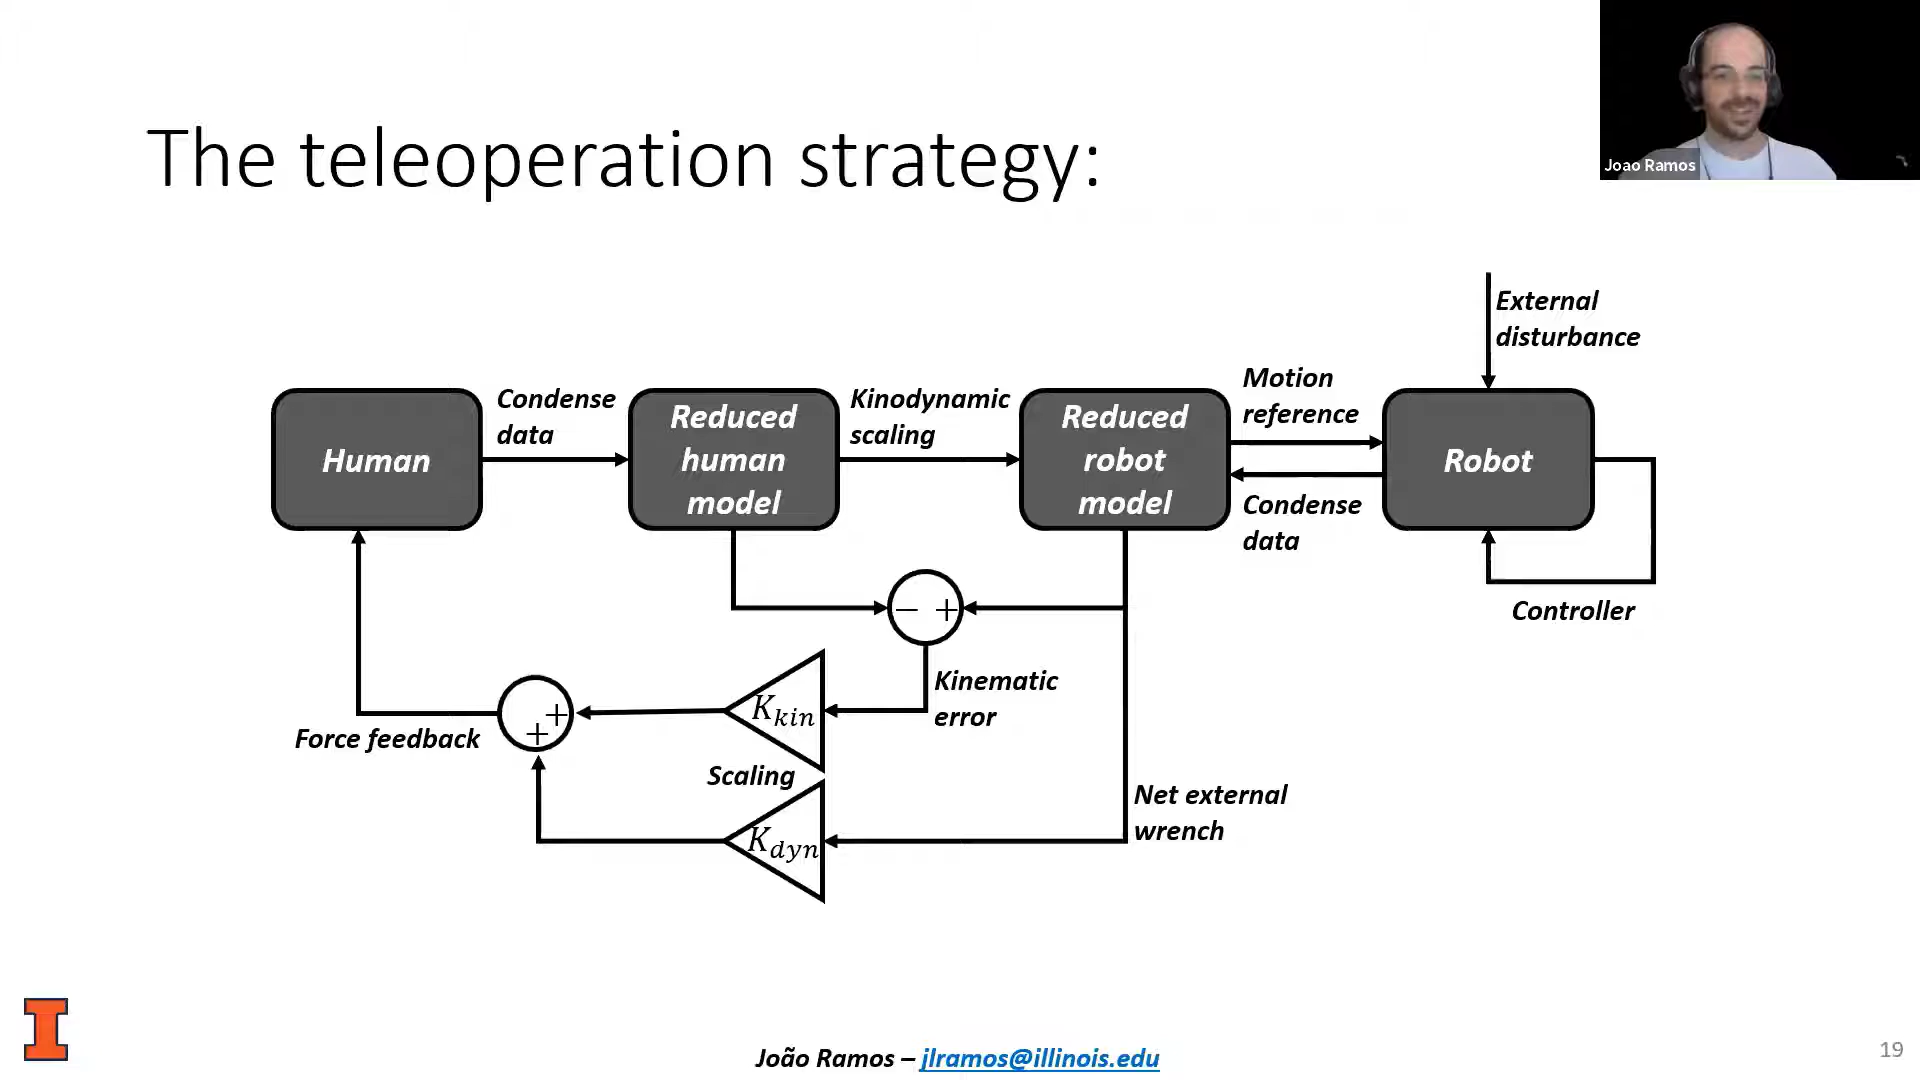 The teleoperation strategy:
Joao Ramos
External
disturbance
Human
Condense
data
Reduced
human
model
Kinodynamic
scaling
Reduced
robot
model
Motion
reference
Condense
data
Robot
Controller
− +
Kinematic
error
K_kin
+
+
Force feedback
Scaling
K_dyn
Net external
wrench
I
João Ramos – jlramos@illinois.edu
19